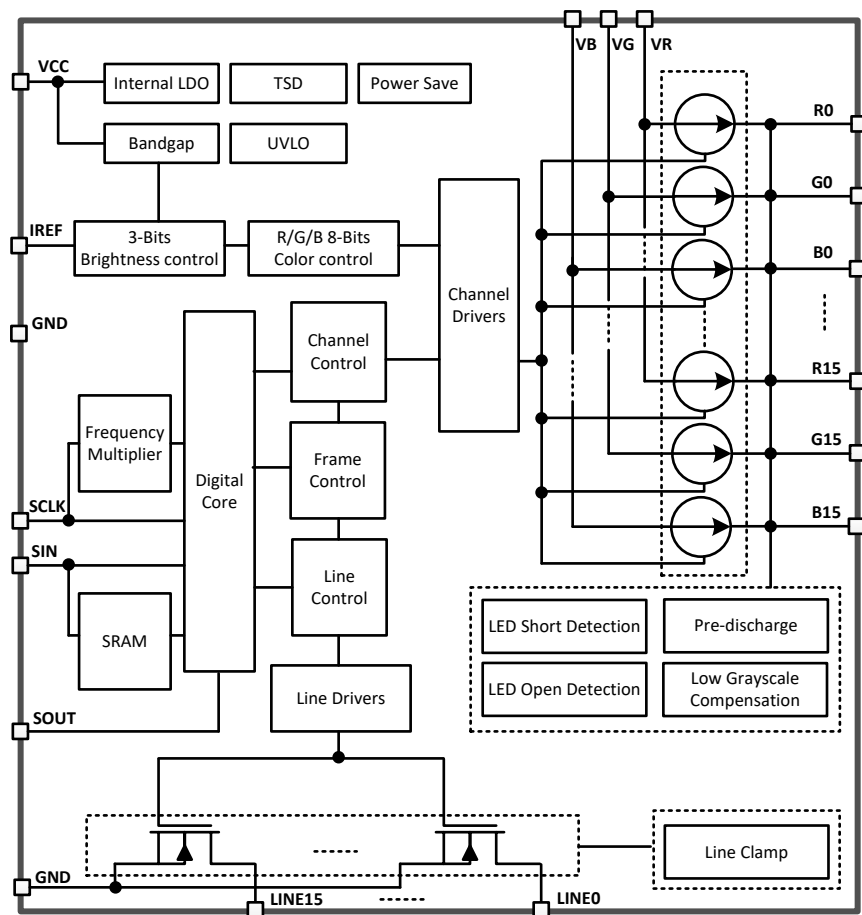 VB VG VR
VCC
Internal LDO
TSD
Power Save
Bandgap
UVLO
R0
G0
B0
R15
G15
B15
IREF
3-Bits
Brightness control
R/G/B 8-Bits
Color control
Channel
Drivers
GND
Channel
Control
Frequency
Multiplier
Digital
Core
Frame
Control
SCLK
SIN
Line
Control
SRAM
LED Short Detection
Pre-discharge
LED Open Detection
Low Grayscale
Compensation
Line Drivers
SOUT
Line Clamp
GND
LINE15
LINE0